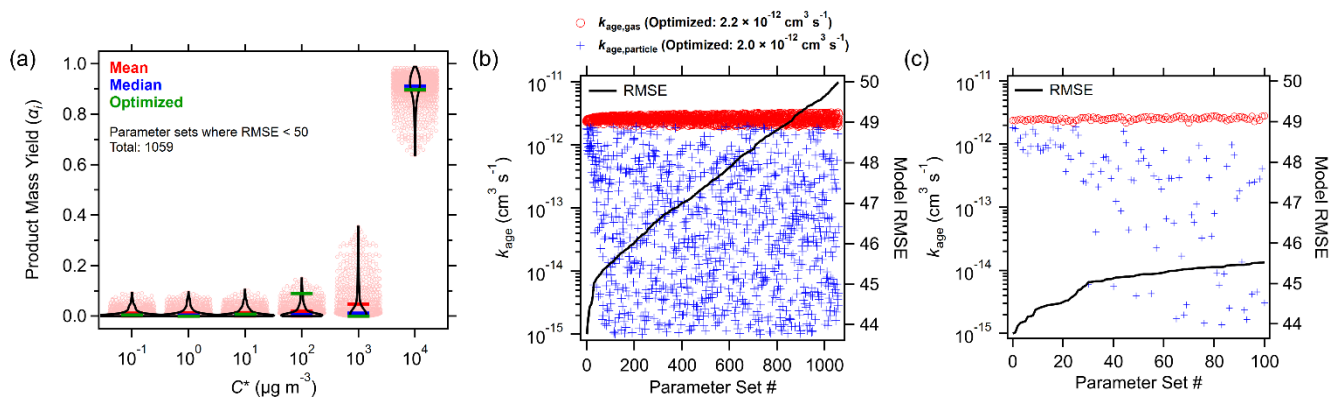 (a)
Mean
Median
Optimized
Parameter sets where RMSE < 50
Total: 1059
Product Mass Yield (αᵢ)
1.0
0.8
0.6
0.4
0.2
0.0
10⁻¹
10⁰
10¹
10²
10³
10⁴
C* (µg m⁻³)
k_age,gas (Optimized: 2.2 × 10⁻¹² cm³ s⁻¹)
k_age,particle (Optimized: 2.0 × 10⁻¹² cm³ s⁻¹)
(b)
RMSE
k_age (cm³ s⁻¹)
10⁻¹¹
10⁻¹²
10⁻¹³
10⁻¹⁴
10⁻¹⁵
0
200
400
600
800
1000
Parameter Set #
50
49
48
47
46
45
44
Model RMSE
(c)
RMSE
k_age (cm³ s⁻¹)
10⁻¹¹
10⁻¹²
10⁻¹³
10⁻¹⁴
10⁻¹⁵
0
20
40
60
80
100
Parameter Set #
50
49
48
47
46
45
44
Model RMSE